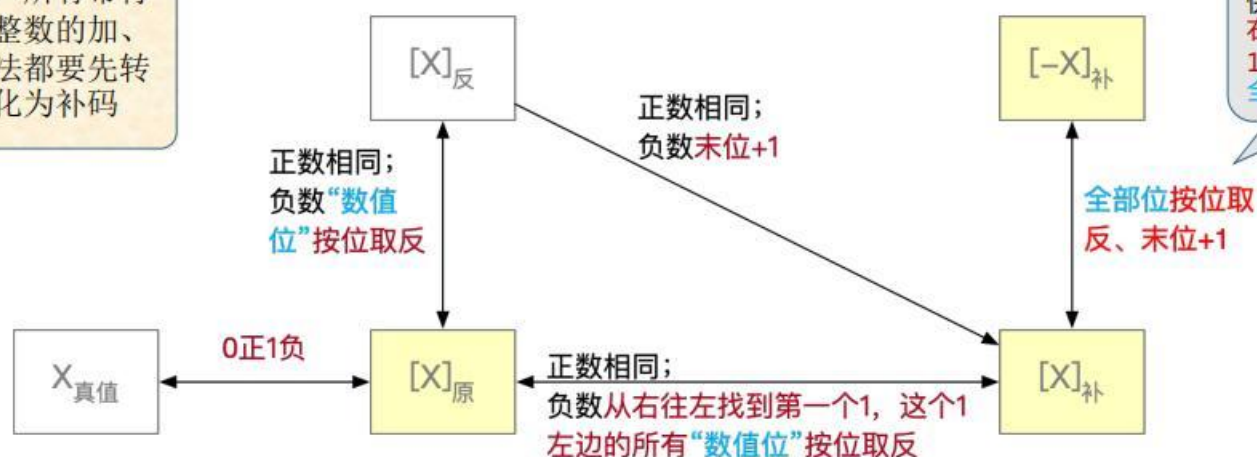 整数的加、
法都要先转
化为补码
[X]反
[-X]补
正数相同；
负数末位+1
正数相同；
负数“数值
位”按位取反
全部位按位取
反、末位+1
X真值
0正1负
[X]原
正数相同；
负数从右往左找到第一个1，这个1
左边的所有“数值位”按位取反
[X]补